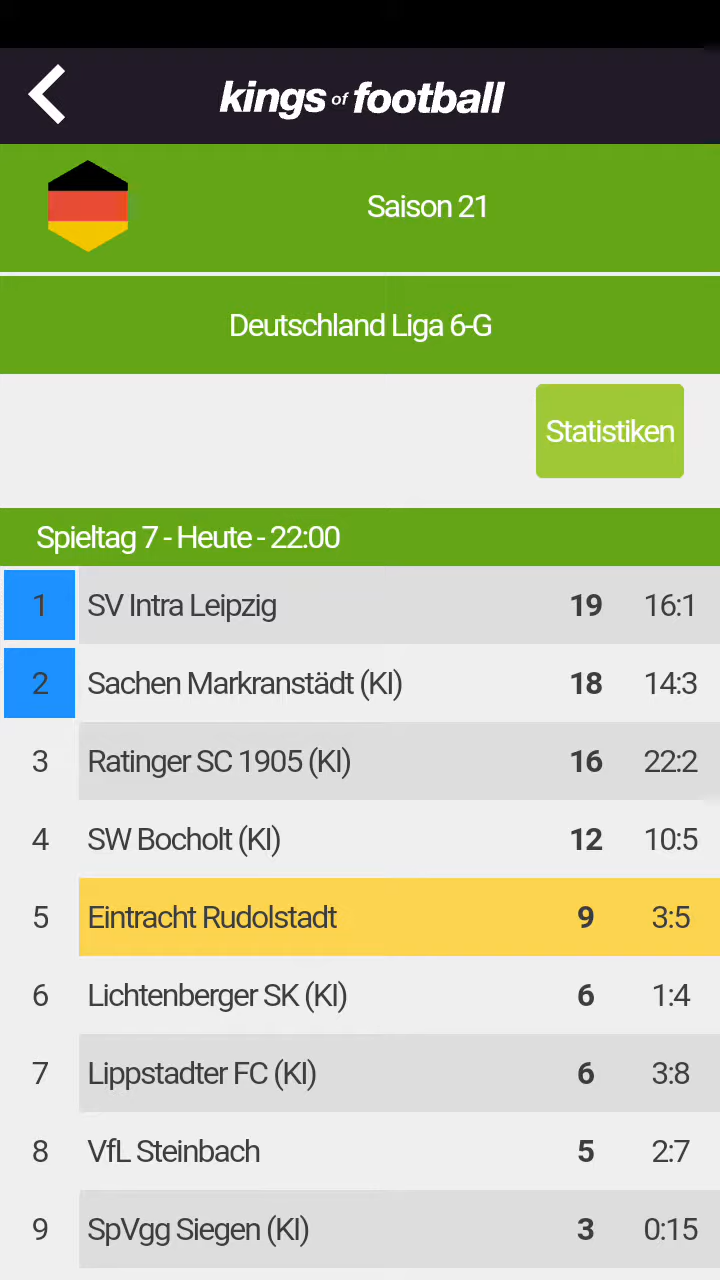 kings of football
Saison 21
Deutschland Liga 6-G
Statistiken
Spieltag 7 - Heute - 22:00
1 SV Intra Leipzig 19 16:1
2 Sachen Markranstädt (KI) 18 14:3
3 Ratinger SC 1905 (KI) 16 22:2
4 SW Bocholt (KI) 12 10:5
5 Eintracht Rudolstadt 9 3:5
6 Lichtenberger SK (KI) 6 1:4
7 Lippstadter FC (KI) 6 3:8
8 VfL Steinbach 5 2:7
9 SpVgg Siegen (KI) 3 0:15